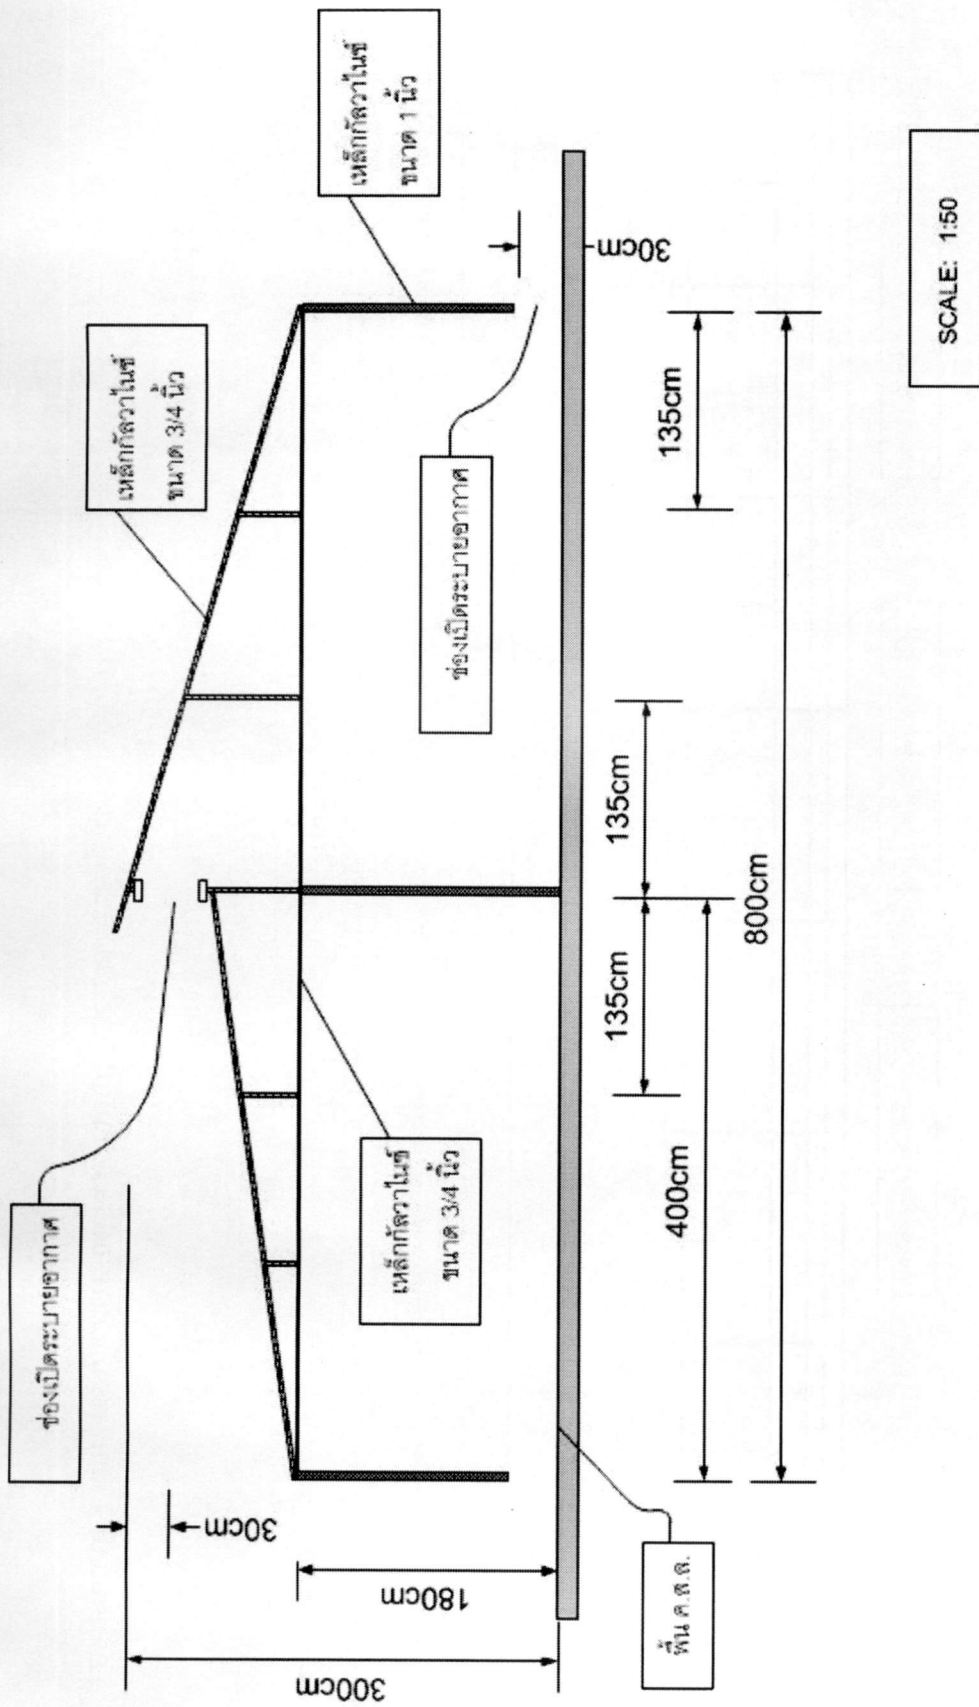 ช่องเปิดระบายอากาศ
เหล็กกัลวาไนซ์
ขนาด 3/4 นิ้ว
เหล็กกัลวาไนซ์
ขนาด 1 นิ้ว
30cm
300cm
180cm
เหล็กกัลวาไนซ์
ขนาด 3/4 นิ้ว
ช่องเปิดระบายอากาศ
30cm
พื้น ค.ส.ล.
135cm
135cm
135cm
400cm
800cm
SCALE: 1:50